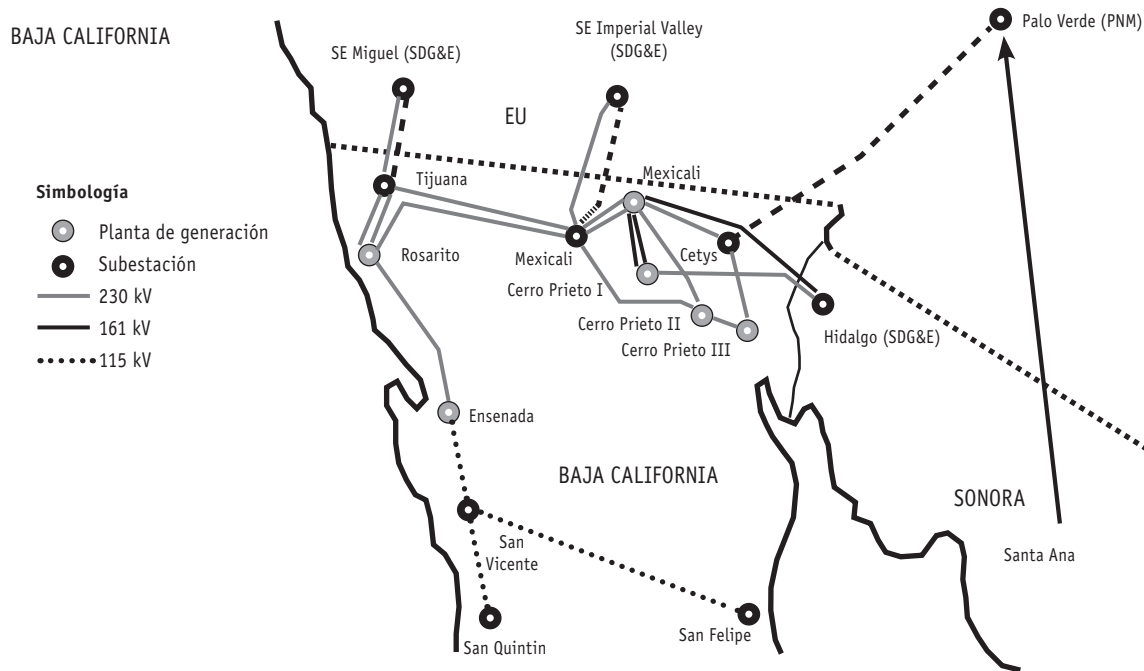 BAJA CALIFORNIA
SE Miguel (SDG&E)
SE Imperial Valley
(SDG&E)
Palo Verde (PNM)
EU
Simbología
Planta de generación
Subestación
230 kV
161 kV
115 kV
Tijuana
Mexicali
Rosarito
Mexicali
Cetys
Cerro Prieto I
Cerro Prieto II
Cerro Prieto III
Hidalgo (SDG&E)
Ensenada
BAJA CALIFORNIA
SONORA
San
Vicente
Santa Ana
San Quintin
San Felipe